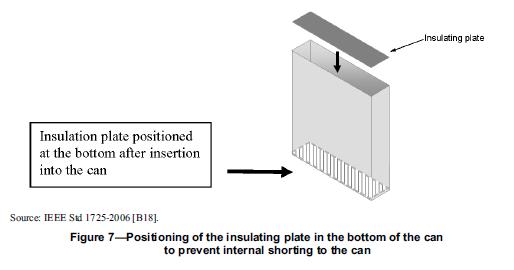 Insulating plate
Insulation plate positioned
at the bottom after insertion
into the can
Source: IEEE Std 1725-2006 [B18].
Figure 7—Positioning of the insulating plate in the bottom of the can
to prevent internal shorting to the can